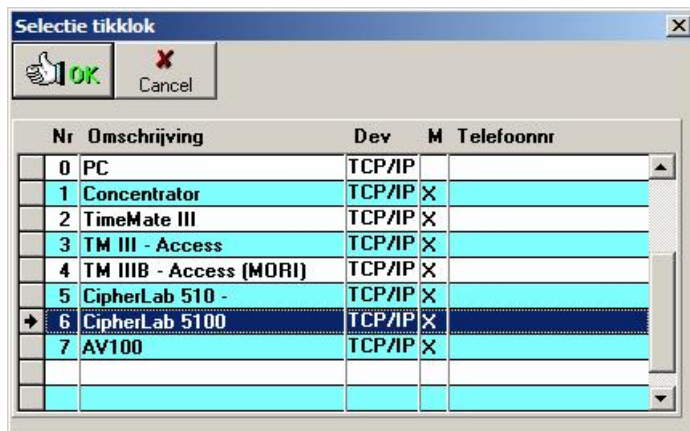 Selectie tikklok
OK
Cancel
Nr Omschrijving Dev M Telefoonnr
0 PC TCP/IP
1 Concentrator TCP/IP X
2 TimeMate III TCP/IP X
3 TM III - Access TCP/IP X
4 TM IIIB - Access (MORI) TCP/IP X
5 CipherLab 510 - TCP/IP X
6 CipherLab 5100 TCP/IP X
7 AV100 TCP/IP X